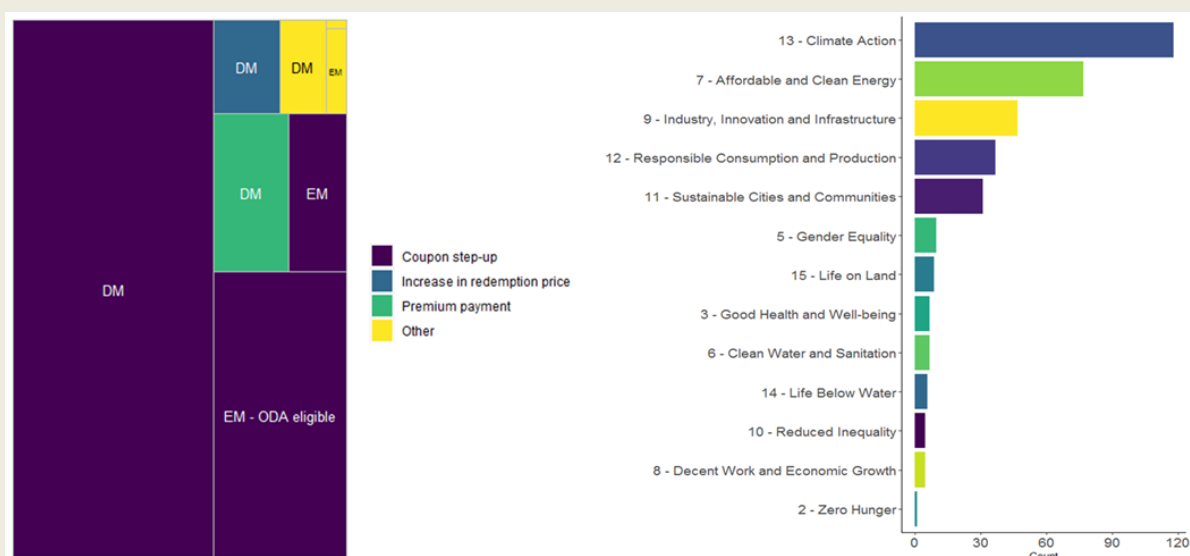 DM
DM
DM
EM
DM
EM
DM
EM - ODA eligible
Coupon step-up
Increase in redemption price
Premium payment
Other
13 - Climate Action
7 - Affordable and Clean Energy
9 - Industry, Innovation and Infrastructure
12 - Responsible Consumption and Production
11 - Sustainable Cities and Communities
5 - Gender Equality
15 - Life on Land
3 - Good Health and Well-being
6 - Clean Water and Sanitation
14 - Life Below Water
10 - Reduced Inequality
8 - Decent Work and Economic Growth
2 - Zero Hunger
0 30 60 90 120
Count